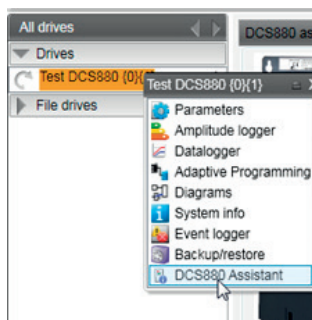 All drives
DCS880 as
Drives
Test DCS880 {0}{
Test DCS880 {0}{1}
File drives
Parameters
Amplitude logger
Datalogger
Adaptive Programming
Diagrams
System info
Event logger
Backup/restore
DCS880 Assistant